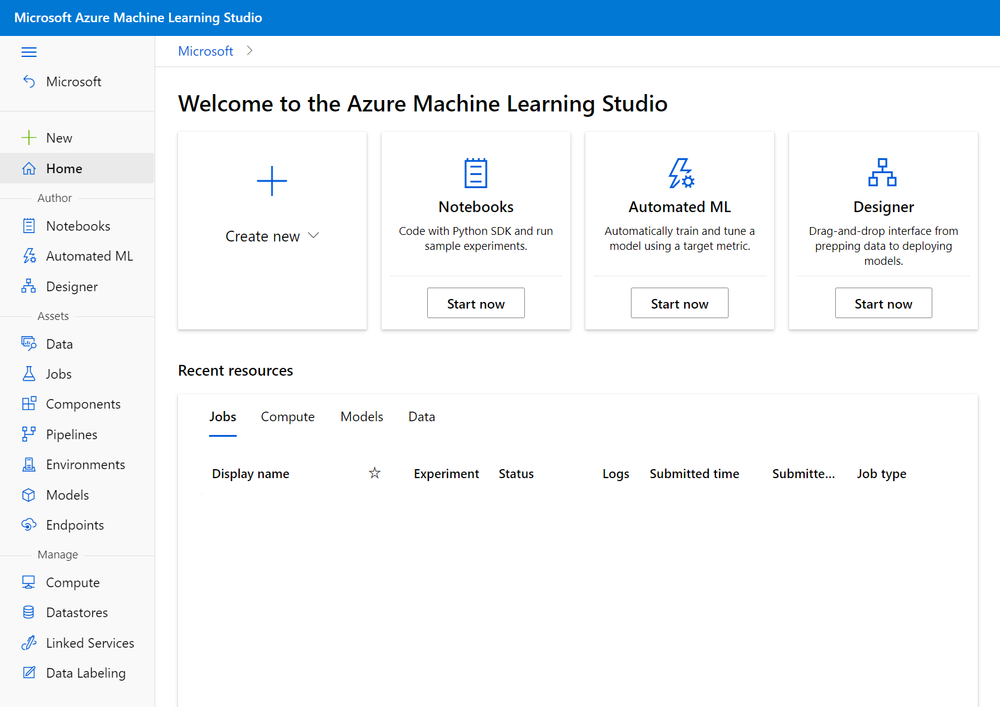 Microsoft Azure Machine Learning Studio
Microsoft
Microsoft
New
Home
Author
Notebooks
Automated ML
Designer
Assets
Data
Jobs
Components
Pipelines
Environments
Models
Endpoints
Manage
Compute
Datastores
Linked Services
Data Labeling
Welcome to the Azure Machine Learning Studio
Create new
Notebooks
Code with Python SDK and run
sample experiments.
Start now
Automated ML
Automatically train and tune a
model using a target metric.
Start now
Designer
Drag-and-drop interface from
prepping data to deploying
models.
Start now
Recent resources
Jobs Compute Models Data
Display name Experiment Status Logs Submitted time Submitte... Job type